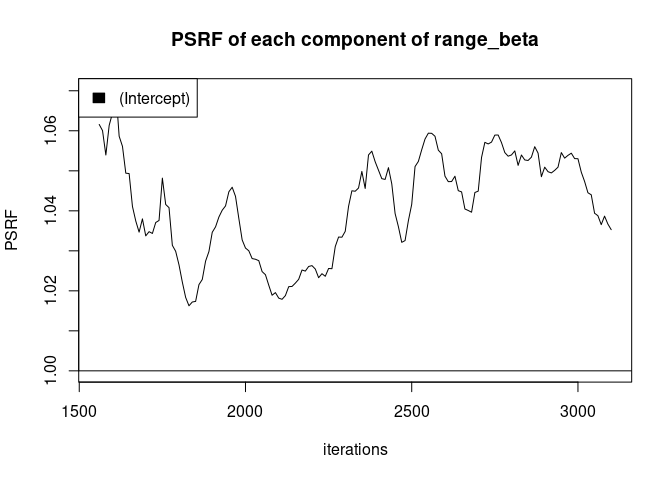 PSRF of each component of range_beta
(Intercept)
PSRF
1.06
1.04
1.02
1.00
1500 2000 2500 3000
iterations